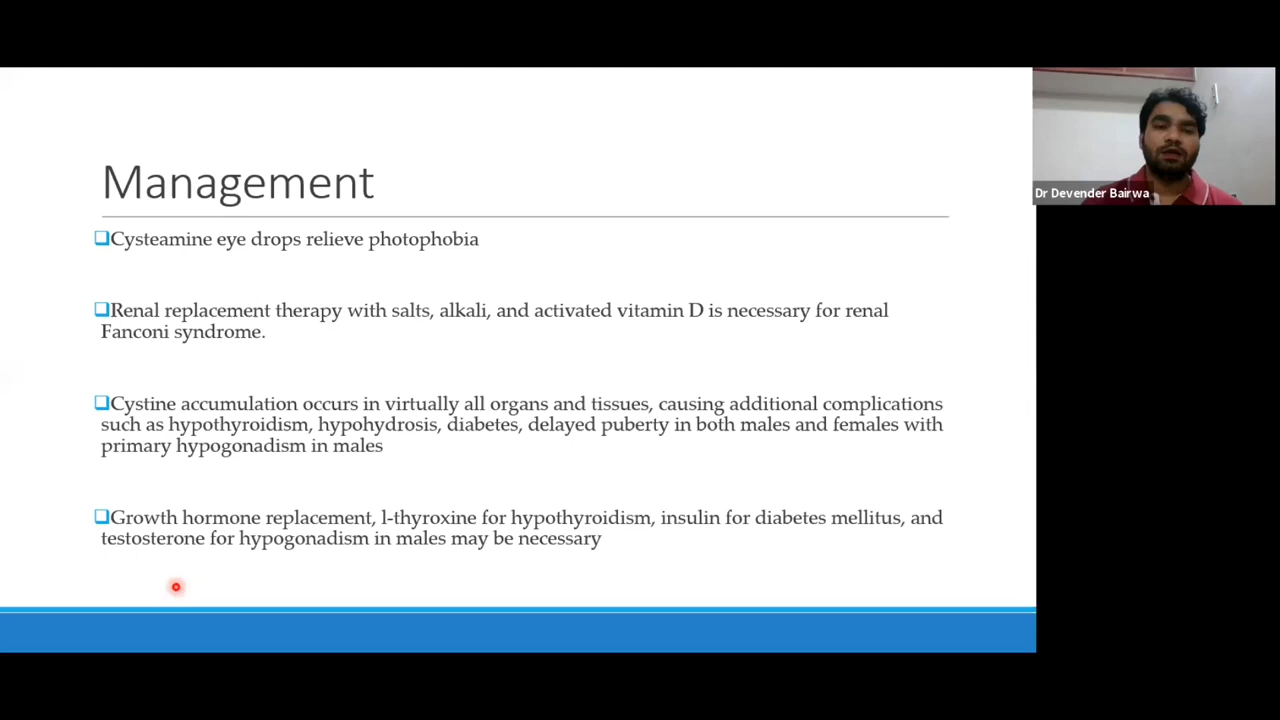 Management
Cysteamine eye drops relieve photophobia
Renal replacement therapy with salts, alkali, and activated vitamin D is necessary for renal
Fanconi syndrome.
Cystine accumulation occurs in virtually all organs and tissues, causing additional complications
such as hypothyroidism, hypohydrosis, diabetes, delayed puberty in both males and females with
primary hypogonadism in males
Growth hormone replacement, l-thyroxine for hypothyroidism, insulin for diabetes mellitus, and
testosterone for hypogonadism in males may be necessary
Dr Devender Bairwa